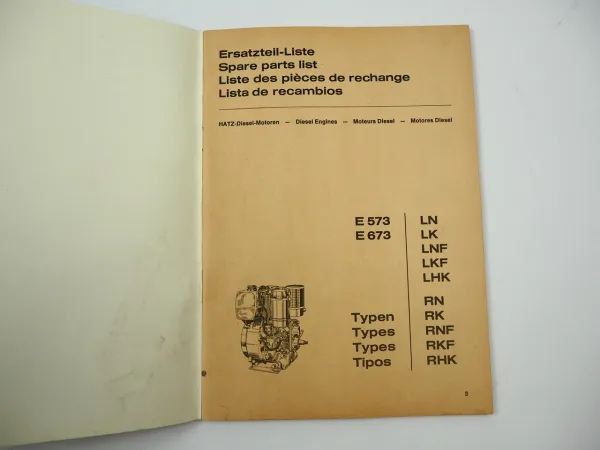 Ersatzteil-Liste
Spare parts list
Liste des pièces de rechange
Lista de recambios
HATZ-Diesel-Motoren – Diesel Engines – Moteurs Diesel – Motores Diesel
E 573 LN
E 673 LK
LNF
LKF
LHK
RN
Typen RK
Types RNF
Types RKF
Tipos RHK